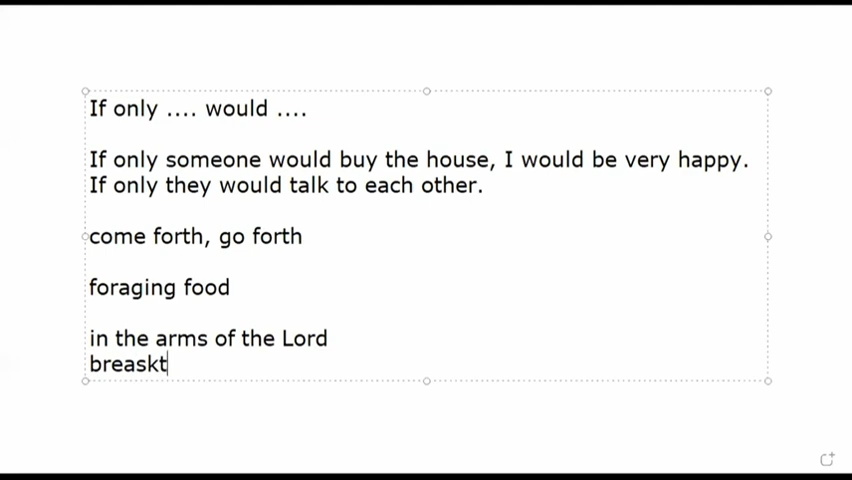 If only .... would ....
If only someone would buy the house, I would be very happy.
If only they would talk to each other.
come forth, go forth
foraging food
in the arms of the Lord
breaskt